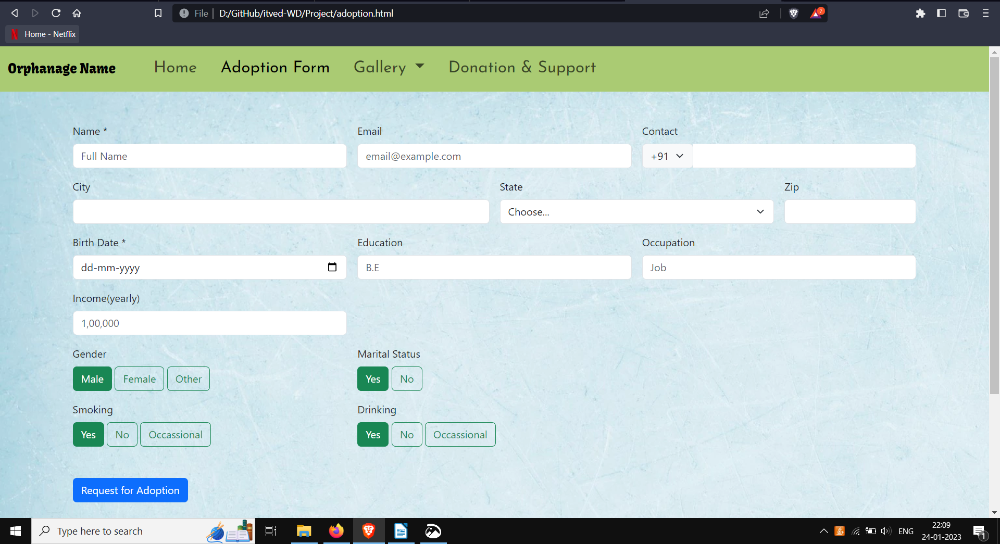 File | D:/GitHub/itved-WD/Project/adoption.html
7
Home - Netflix
Orphanage Name Home Adoption Form Gallery Donation & Support
Name * Email Contact
Full Name email@example.com +91
City State Zip
Choose...
Birth Date * Education Occupation
dd-mm-yyyy B.E Job
Income(yearly)
1,00,000
Gender Marital Status
Male Female Other Yes No
Smoking Drinking
Yes No Occassional Yes No Occassional
Request for Adoption
Type here to search ENG 22:09
24-01-2023 1